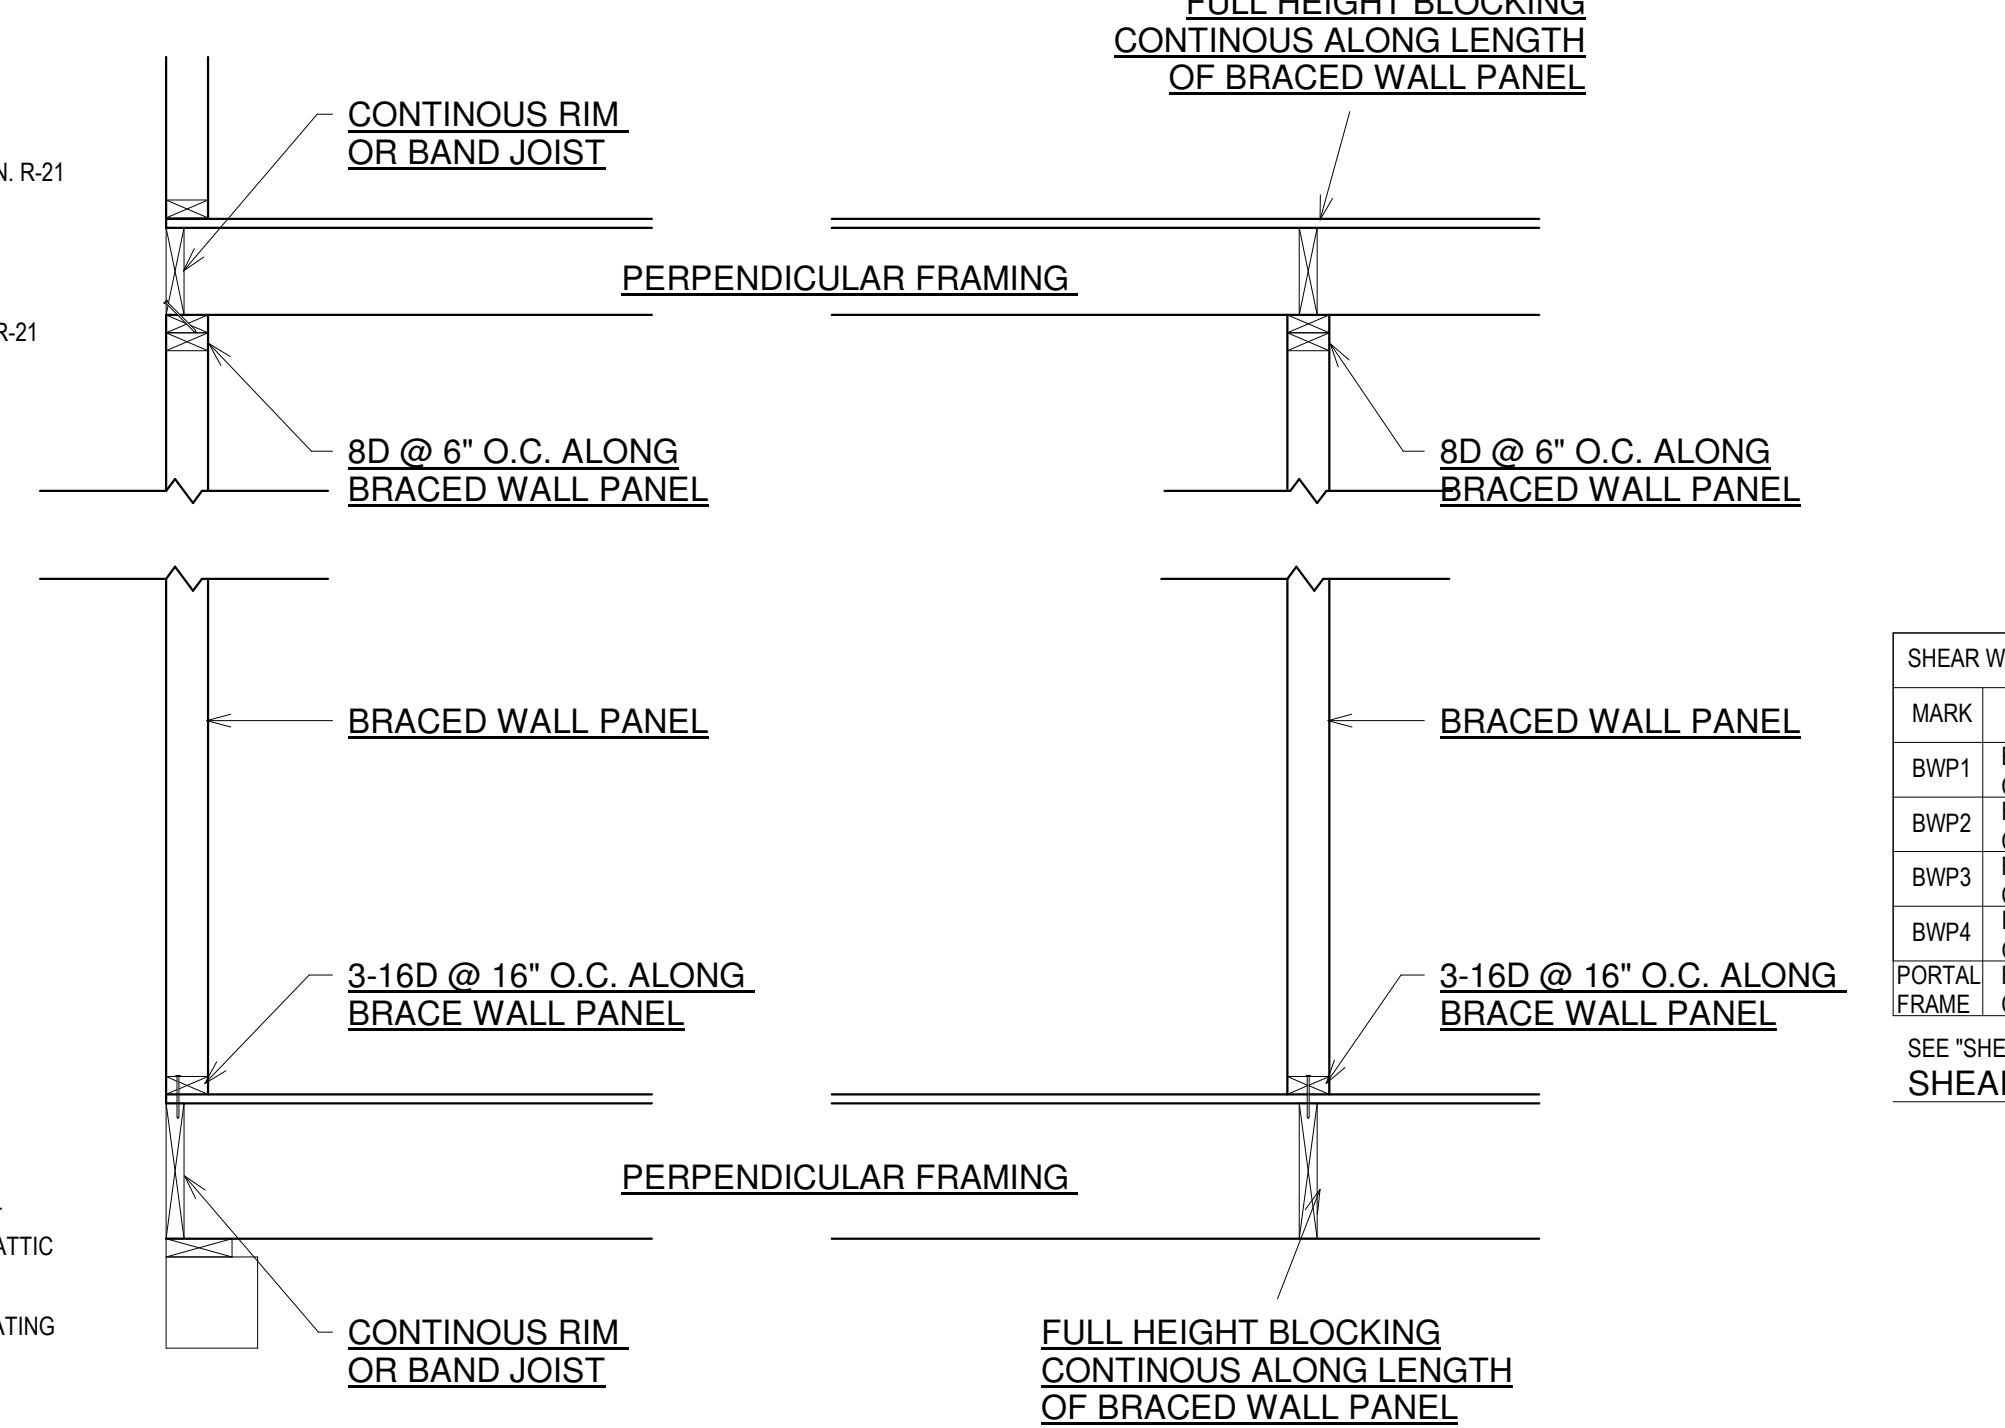 FULL HEIGHT BLOCKING
CONTINOUS ALONG LENGTH
OF BRACED WALL PANEL
CONTINOUS RIM
OR BAND JOIST
N. R-21
PERPENDICULAR FRAMING
R-21
8D @ 6" O.C. ALONG
BRACED WALL PANEL
8D @ 6" O.C. ALONG
BRACED WALL PANEL
BRACED WALL PANEL
BRACED WALL PANEL
3-16D @ 16" O.C. ALONG
BRACE WALL PANEL
3-16D @ 16" O.C. ALONG
BRACE WALL PANEL
PERPENDICULAR FRAMING
ATTIC
ATING
CONTINOUS RIM
OR BAND JOIST
FULL HEIGHT BLOCKING
CONTINOUS ALONG LENGTH
OF BRACED WALL PANEL
SHEAR W
MARK
BWP1
BWP2
BWP3
BWP4
PORTAL
FRAME
SEE "SHE
SHEAR